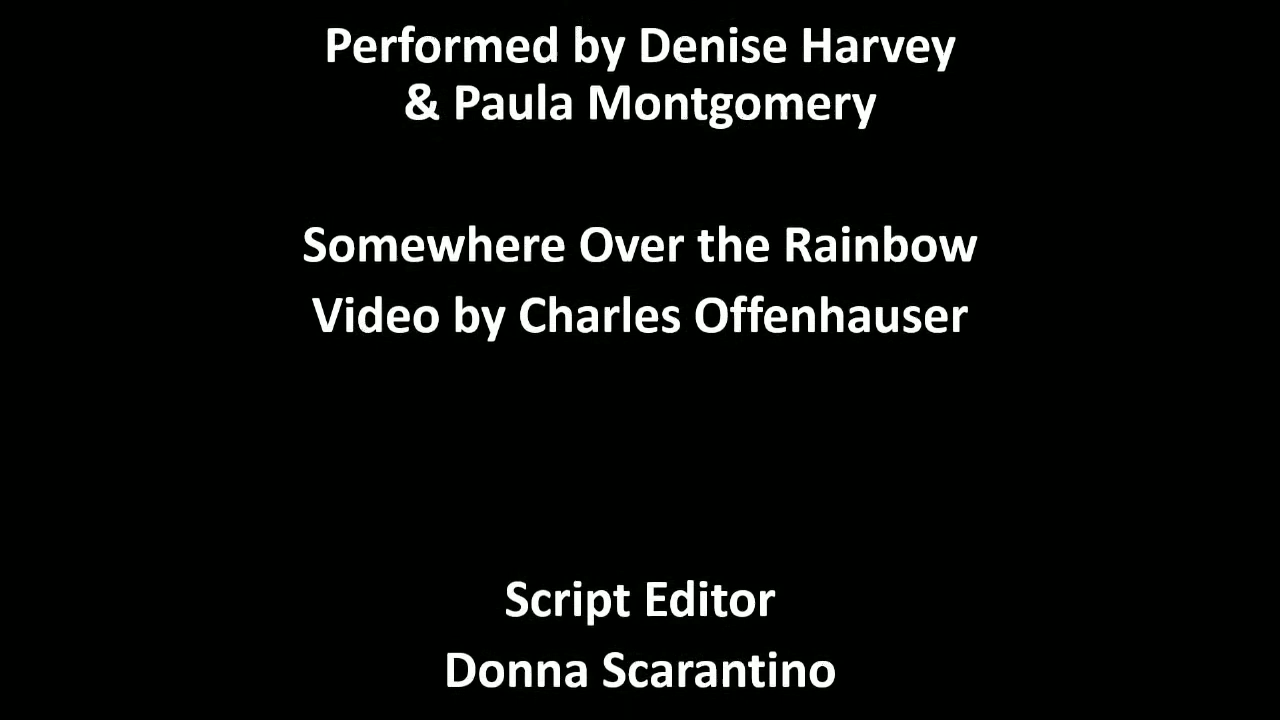 Performed by Denise Harvey
& Paula Montgomery
Somewhere Over the Rainbow
Video by Charles Offenhauser
Script Editor
Donna Scarantino